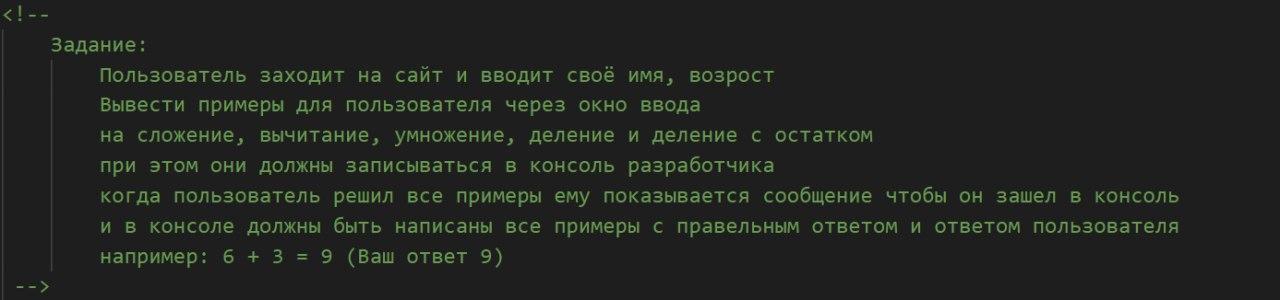 <!--
Задание:
Пользователь заходит на сайт и вводит своё имя, возрост
Вывести примеры для пользователя через окно ввода
на сложение, вычитание, умножение, деление и деление с остатком
при этом они должны записываться в консоль разработчика
когда пользователь решил все примеры ему показывается сообщение чтобы он зашел в консоль
и в консоле должны быть написаны все примеры с правельным ответом и ответом пользователя
например: 6 + 3 = 9 (Ваш ответ 9)
-->